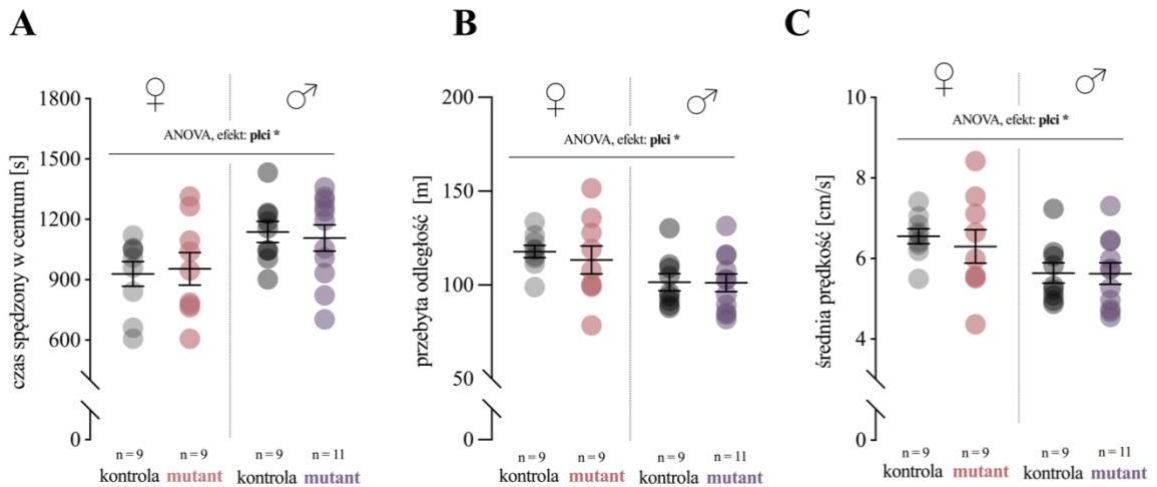 A
♀ ♂
ANOVA, efekt: płci *
czas spędzony w centrum [s]
1800
1500
1200
900
600
0
n = 9 n = 9 n = 9 n = 11
kontrola mutant kontrola mutant
B
♀ ♂
ANOVA, efekt: płci *
przebyta odległość [m]
200
150
100
50
0
n = 9 n = 9 n = 9 n = 11
kontrola mutant kontrola mutant
C
♀ ♂
ANOVA, efekt: płci *
średnia prędkość [cm/s]
10
8
6
4
0
n = 9 n = 9 n = 9 n = 11
kontrola mutant kontrola mutant